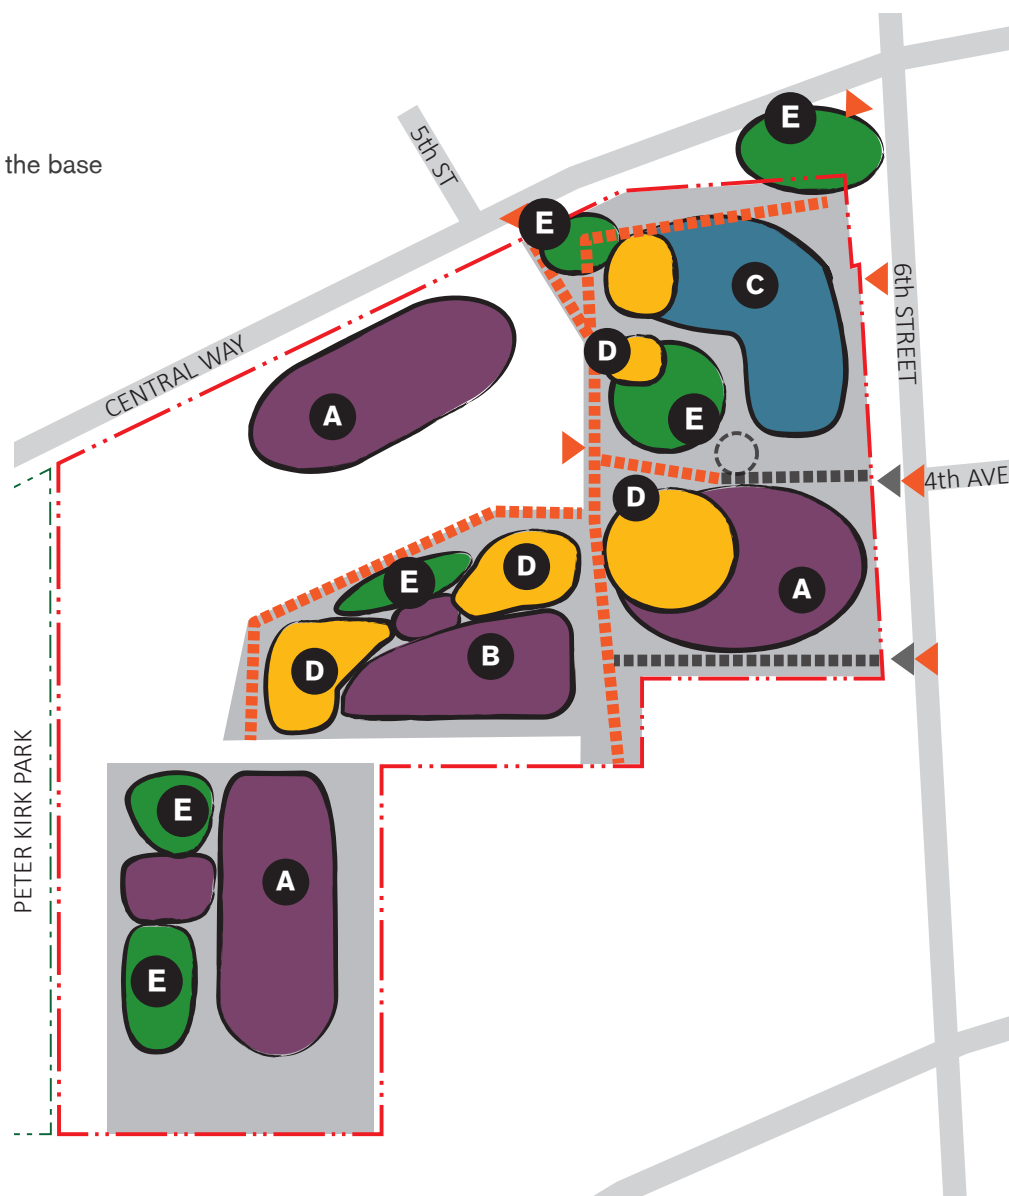 E
5th ST
the base
E
C
6th STREET
D
CENTRAL WAY
A
E
4th AVE
D
D
E
A
B
D
PETER KIRK PARK
E
A
E